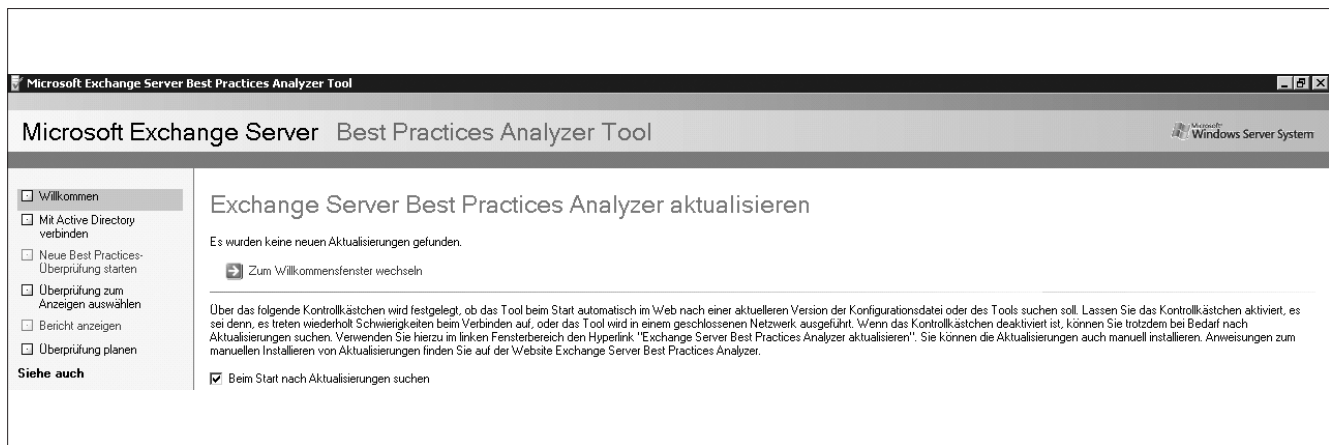 Microsoft Exchange Server Best Practices Analyzer Tool
Microsoft Exchange Server Best Practices Analyzer Tool
Microsoft
Windows Server System
Willkommen
Mit Active Directory
verbinden
Neue Best Practices-
Überprüfung starten
Überprüfung zum
Anzeigen auswählen
Bericht anzeigen
Überprüfung planen
Siehe auch
Exchange Server Best Practices Analyzer aktualisieren
Es wurden keine neuen Aktualisierungen gefunden.
Zum Willkommensfenster wechseln
Über das folgende Kontrollkästchen wird festgelegt, ob das Tool beim Start automatisch im Web nach einer aktuelleren Version der Konfigurationsdatei oder des Tools suchen soll. Lassen Sie das Kontrollkästchen aktiviert, es
sei denn, es treten wiederholt Schwierigkeiten beim Verbinden auf, oder das Tool wird in einem geschlossenen Netzwerk ausgeführt. Wenn das Kontrollkästchen deaktiviert ist, können Sie trotzdem bei Bedarf nach
Aktualisierungen suchen. Verwenden Sie hierzu im linken Fensterbereich den Hyperlink "Exchange Server Best Practices Analyzer aktualisieren". Sie können die Aktualisierungen auch manuell installieren. Anweisungen zum
manuellen Installieren von Aktualisierungen finden Sie auf der Website Exchange Server Best Practices Analyzer.
Beim Start nach Aktualisierungen suchen